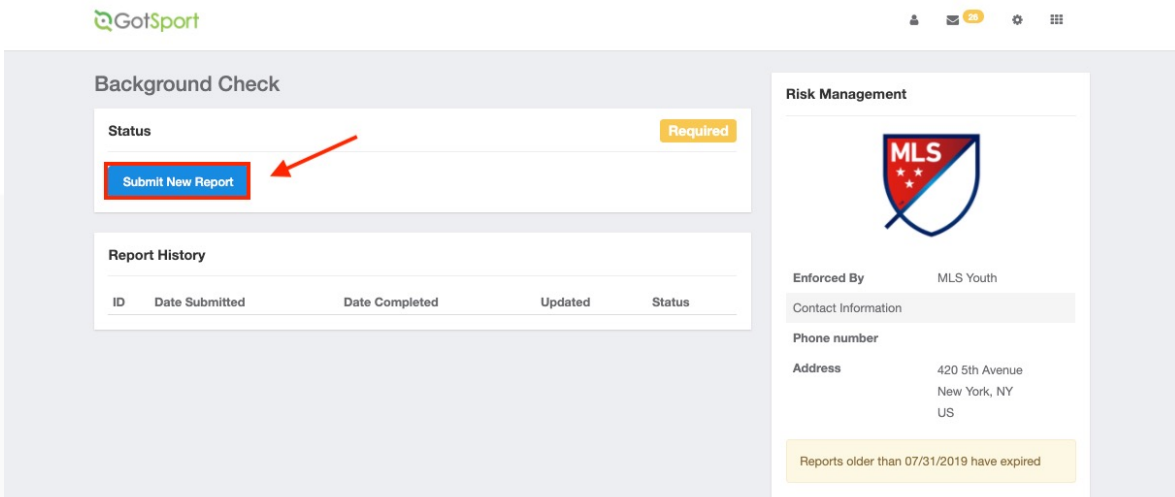 GotSport
26
Background Check
Status
Required
Submit New Report
Report History
ID Date Submitted Date Completed Updated Status
Risk Management
MLS
Enforced By MLS Youth
Contact Information
Phone number
Address 420 5th Avenue
New York, NY
US
Reports older than 07/31/2019 have expired